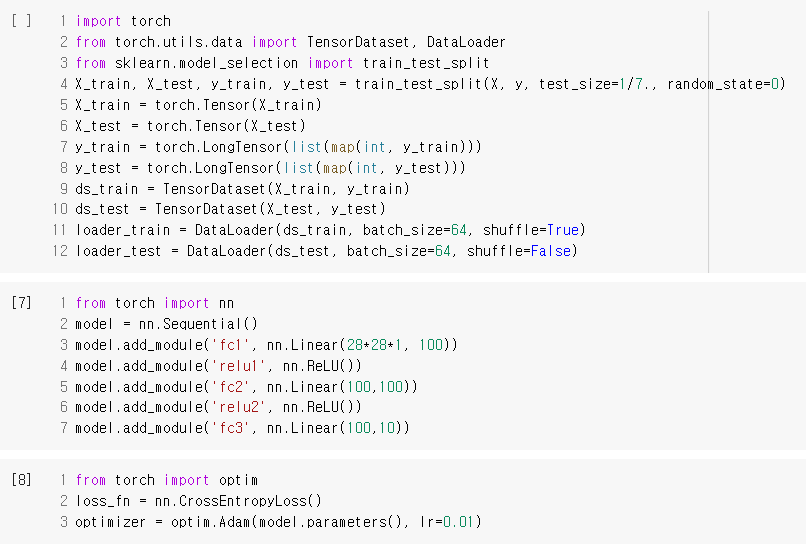 [ ] 1 import torch
2 from torch.utils.data import TensorDataset, DataLoader
3 from sklearn.model_selection import train_test_split
4 X_train, X_test, y_train, y_test = train_test_split(X, y, test_size=1/7., random_state=0)
5 X_train = torch.Tensor(X_train)
6 X_test = torch.Tensor(X_test)
7 y_train = torch.LongTensor(list(map(int, y_train)))
8 y_test = torch.LongTensor(list(map(int, y_test)))
9 ds_train = TensorDataset(X_train, y_train)
10 ds_test = TensorDataset(X_test, y_test)
11 loader_train = DataLoader(ds_train, batch_size=64, shuffle=True)
12 loader_test = DataLoader(ds_test, batch_size=64, shuffle=False)
[7] 1 from torch import nn
2 model = nn.Sequential()
3 model.add_module('fc1', nn.Linear(28*28*1, 100))
4 model.add_module('relu1', nn.ReLU())
5 model.add_module('fc2', nn.Linear(100,100))
6 model.add_module('relu2', nn.ReLU())
7 model.add_module('fc3', nn.Linear(100,10))
[8] 1 from torch import optim
2 loss_fn = nn.CrossEntropyLoss()
3 optimizer = optim.Adam(model.parameters(), lr=0.01)